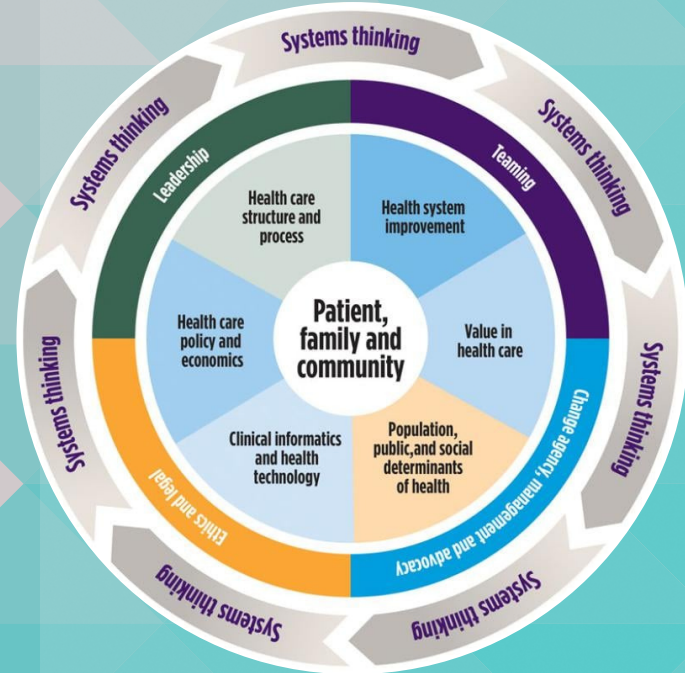 Systems thinking
Systems thinking
Systems thinking
Systems thinking
Systems thinking
Systems thinking
Systems thinking
Leadership
Teaming
Change agency, management and advocacy
Ethics and legal
Health care
structure and
process
Health system
improvement
Value in
health care
Population,
public,and social
determinants
of health
Clinical informatics
and health
technology
Health care
policy and
economics
Patient,
family and
community